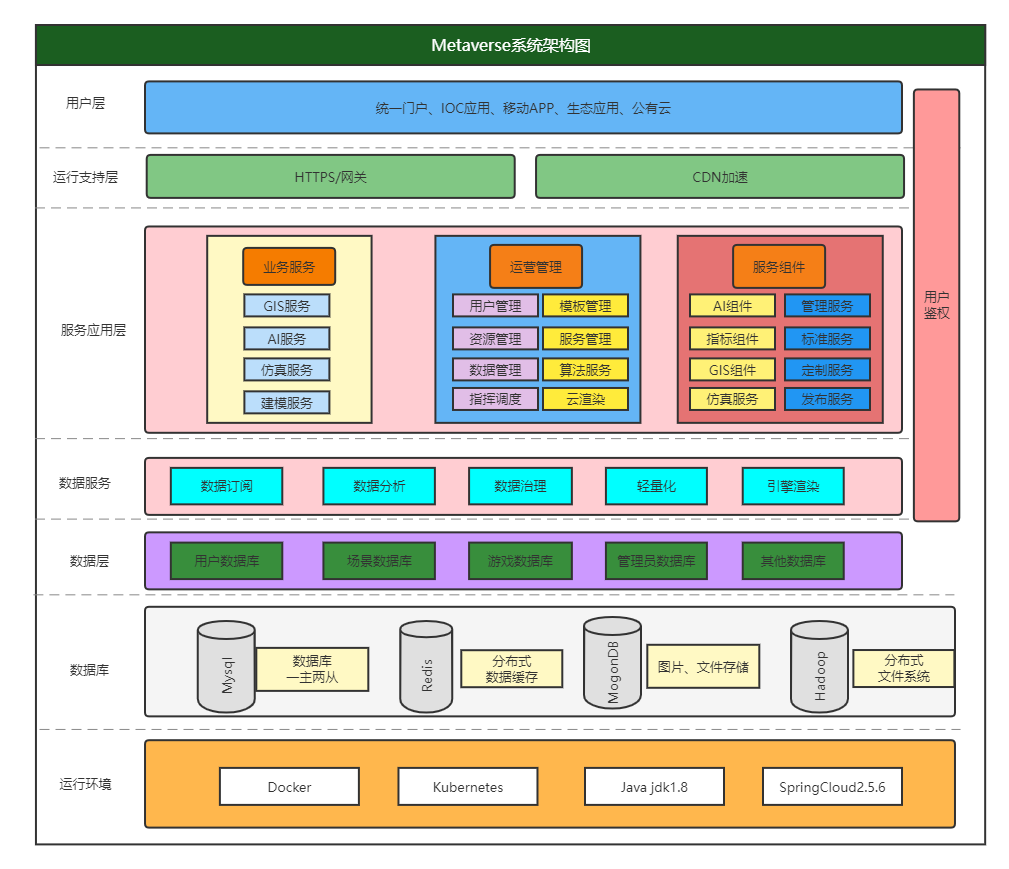 Metaverse系统架构图
用户层
统一门户、IOC应用、移动APP、生态应用、公有云
运行支持层
HTTPS/网关
CDN加速
用户
鉴权
服务应用层
业务服务
GIS服务
AI服务
仿真服务
建模服务
运营管理
用户管理
模板管理
资源管理
服务管理
数据管理
算法服务
指挥调度
云渲染
服务组件
AI组件
管理服务
指标组件
标准服务
GIS组件
定制服务
仿真服务
发布服务
数据服务
数据订阅
数据分析
数据治理
轻量化
引擎渲染
数据层
用户数据库
场景数据库
游戏数据库
管理员数据库
其他数据库
数据库
Mysql
数据库
一主两从
Redis
分布式
数据缓存
MogonDB
图片、文件存储
Hadoop
分布式
文件系统
运行环境
Docker
Kubernetes
Java jdk1.8
SpringCloud2.5.6